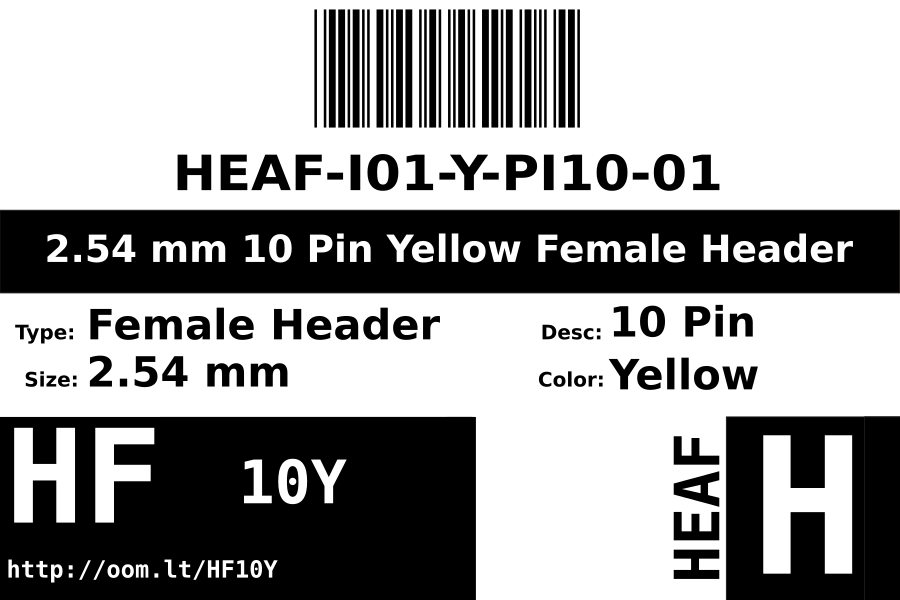 HEAF-I01-Y-PI10-01
2.54 mm 10 Pin Yellow Female Header
Type: Female Header
Desc: 10 Pin
Size: 2.54 mm
Color: Yellow
HF
10Y
http://oom.lt/HF10Y
HEAF
H